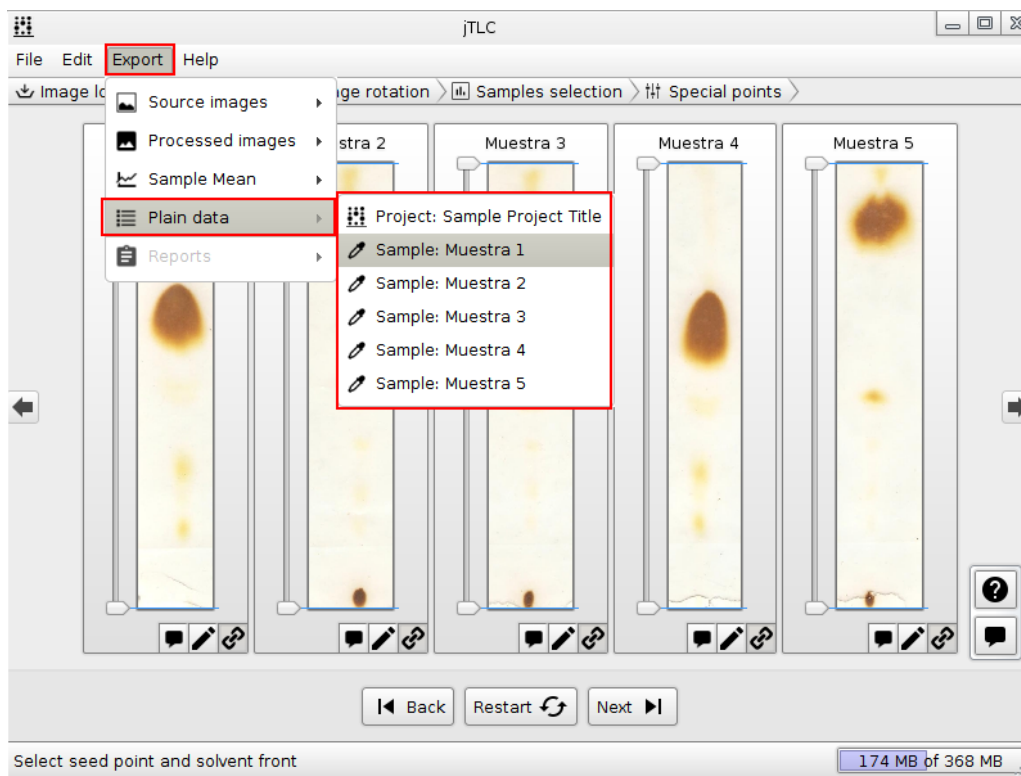 jTLC
File Edit Export Help
Image lo ge rotation Samples selection Special points
Source images
Processed images
Sample Mean
Plain data
Reports
Project: Sample Project Title
Sample: Muestra 1
Sample: Muestra 2
Sample: Muestra 3
Sample: Muestra 4
Sample: Muestra 5
stra 2
Muestra 3
Muestra 4
Muestra 5
Back
Restart
Next
Select seed point and solvent front
174 MB of 368 MB